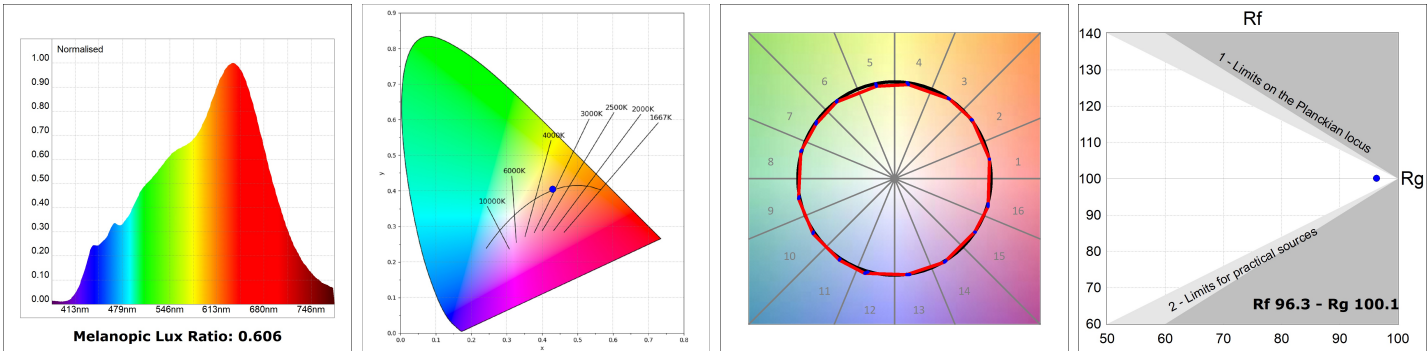 Normalised
1.00
0.90
0.80
0.70
0.60
0.50
0.40
0.30
0.20
0.10
0.00
413nm 479nm 546nm 613nm 680nm 746nm
Melanopic Lux Ratio: 0.606
0.9
0.8
0.7
0.6
0.5
0.4
0.3
0.2
0.1
0.0
y
0.0 0.1 0.2 0.3 0.4 0.5 0.6 0.7 0.8
x
10000K
6000K
4000K
3000K
2500K
2000K
1667K
1
2
3
4
5
6
7
8
9
10
11
12
13
14
15
16
Rf
140
130
120
110
100
90
80
70
60
1 - Limits on the Planckian locus
Rg
2 - Limits for practical sources
Rf 96.3 - Rg 100.1
50 60 70 80 90 100